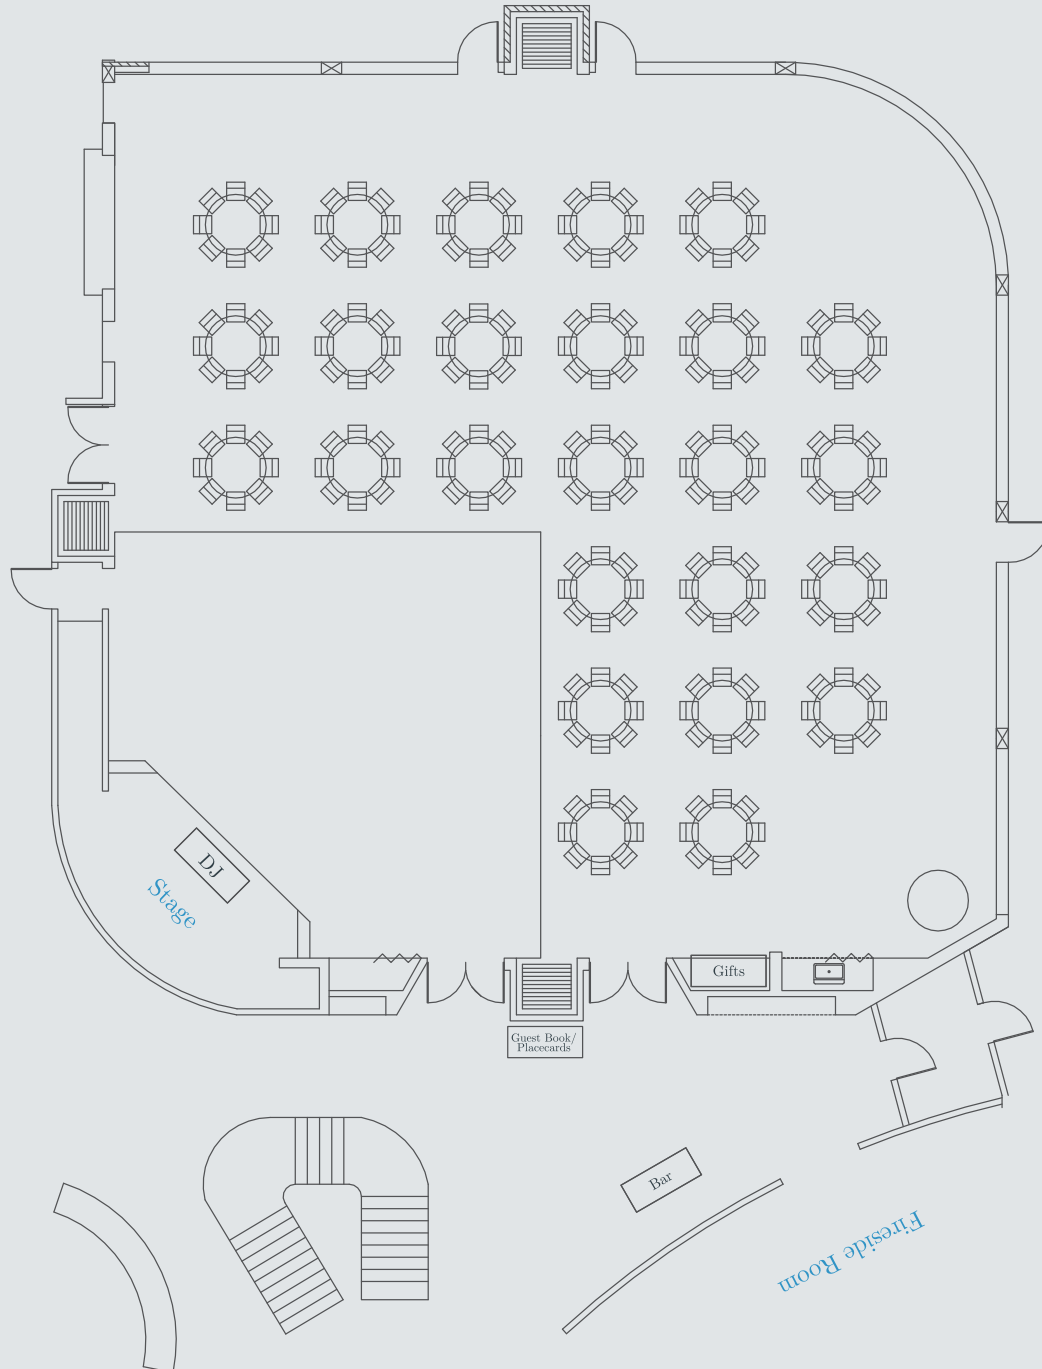 DJ
Stage
Gifts
Guest Book/
Placecards
Bar
Fireside Room